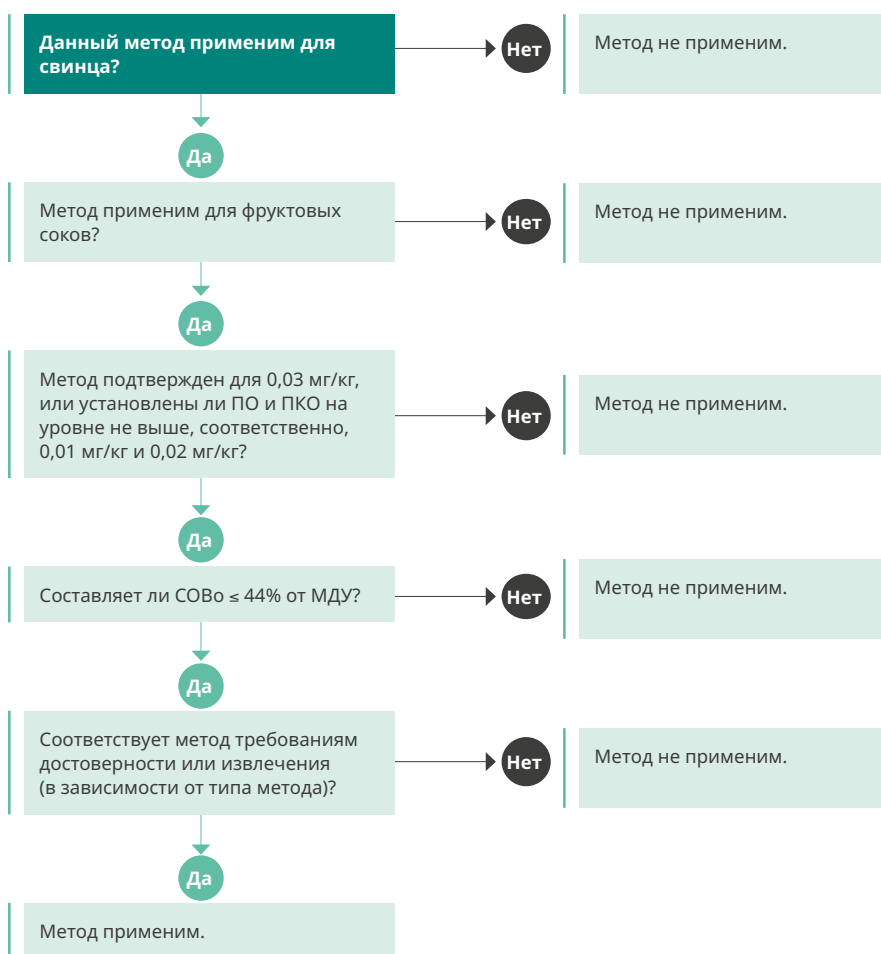 Данный метод применим для
свинца?
Нет
Метод не применим.
Да
Метод применим для фруктовых
соков?
Нет
Метод не применим.
Да
Метод подтвержден для 0,03 мг/кг,
или установлены ли ПО и ПКО на
уровне не выше, соответственно,
0,01 мг/кг и 0,02 мг/кг?
Нет
Метод не применим.
Да
Составляет ли СОВо ≤ 44% от МДУ?
Нет
Метод не применим.
Да
Соответствует метод требованиям
достоверности или извлечения
(в зависимости от типа метода)?
Нет
Метод не применим.
Да
Метод применим.